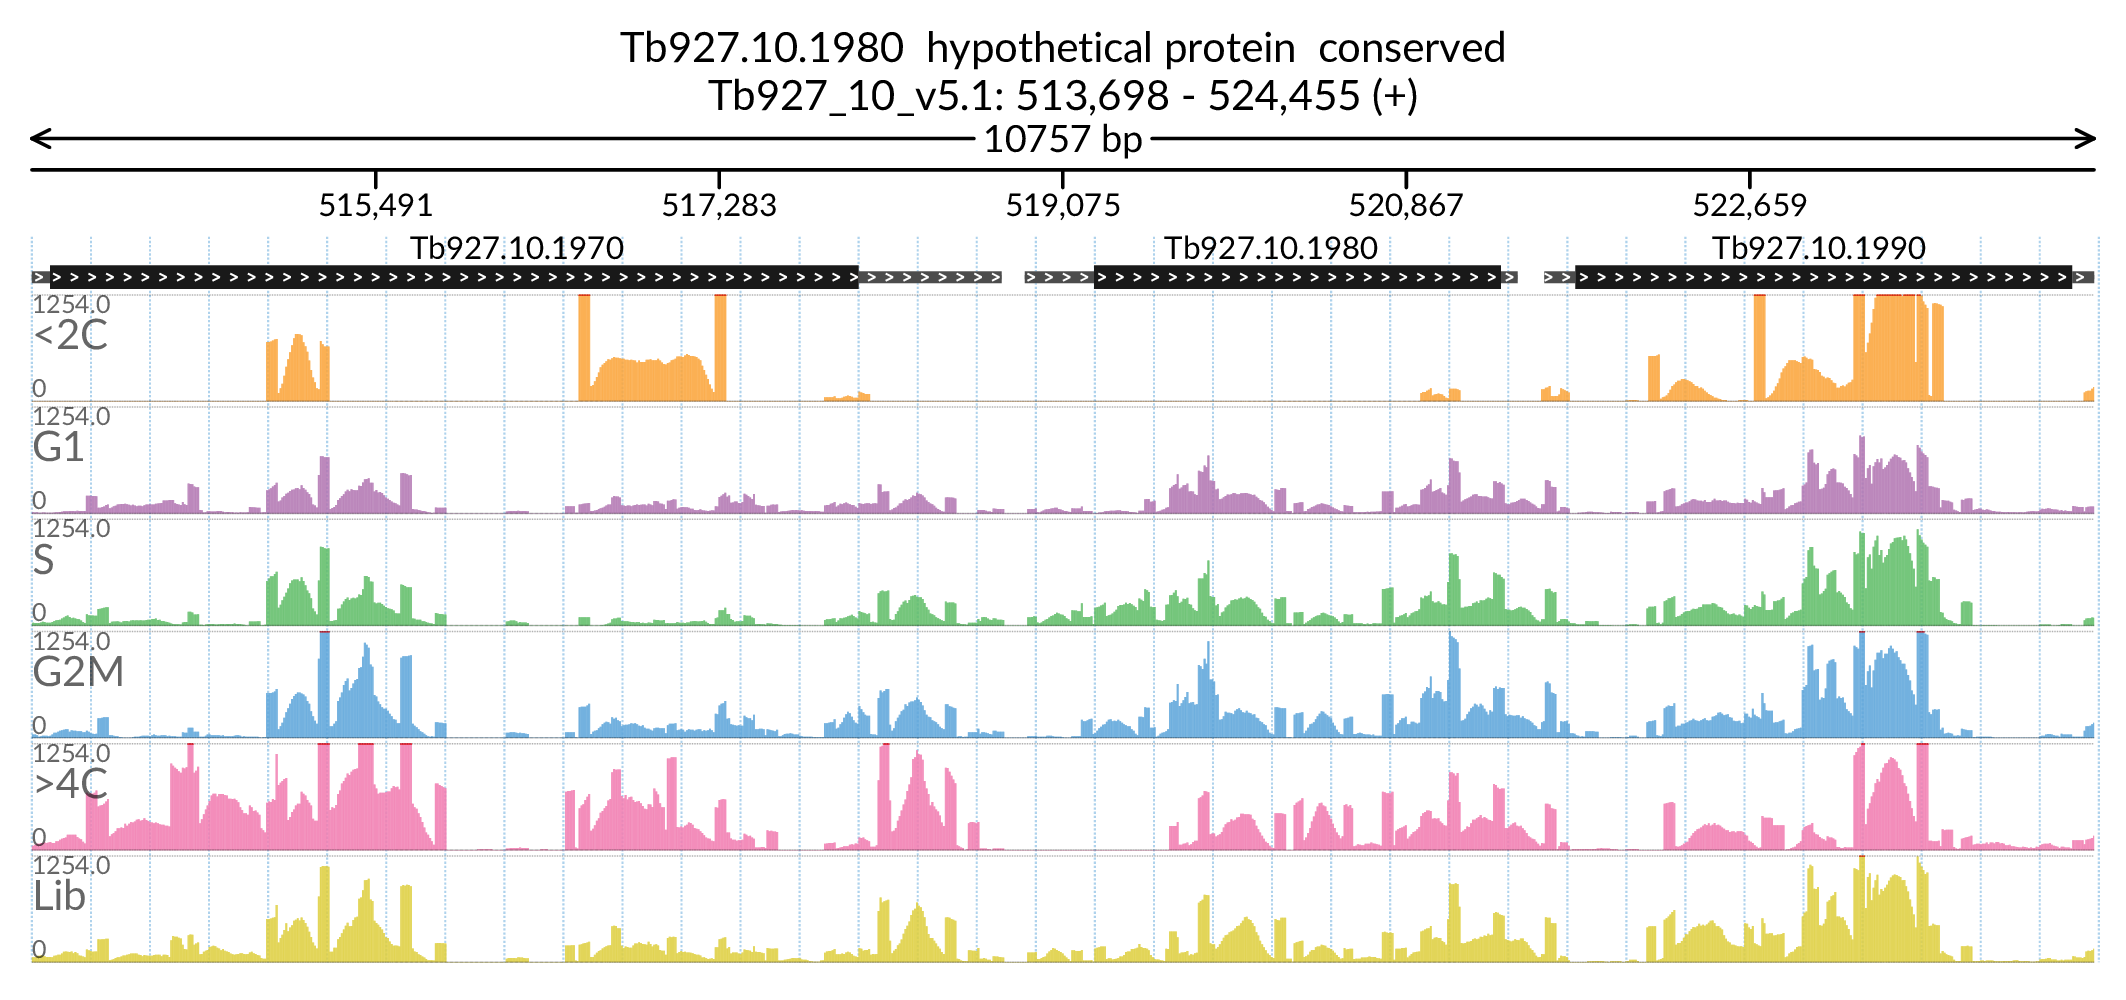 Tb927.10.1980 hypothetical protein conserved
Tb927_10_v5.1: 513,698 - 524,455 (+)
10757 bp
515,491 517,283 519,075 520,867 522,659
Tb927.10.1970 Tb927.10.1980 Tb927.10.1990
1254.0
<2C
0
1254.0
G1
0
1254.0
S
0
1254.0
G2M
0
1254.0
>4C
0
1254.0
Lib
0